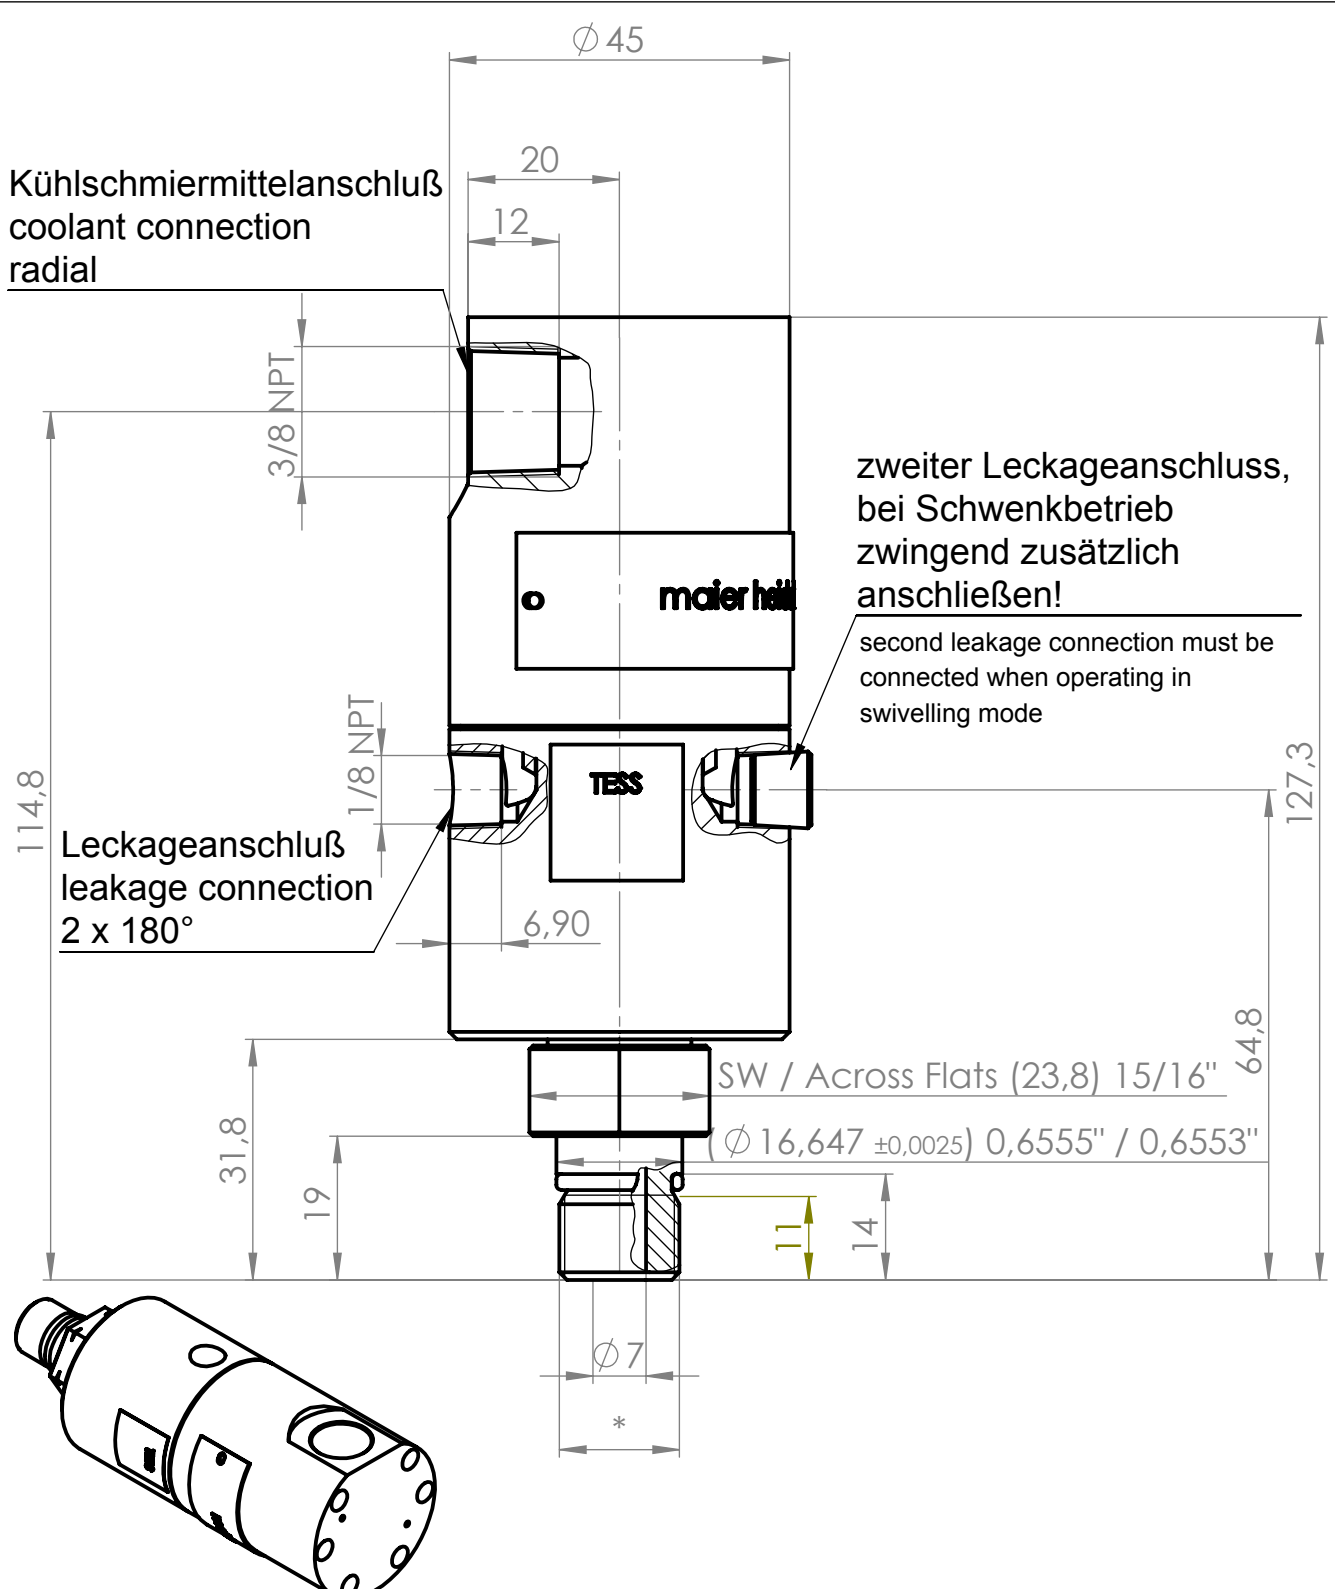 Ø 45
20
12
Kühlschmiermittelanschluß
coolant connection
radial
3/8 NPT
zweiter Leckageanschluss,
bei Schwenkbetrieb
zwingend zusätzlich
anschließen!
second leakage connection must be
connected when operating in
swivelling mode
maier
1/8 NPT
TESS
114,8
127,3
Leckageanschluß
leakage connection
2 x 180°
6,90
64,8
SW / Across Flats (23,8) 15/16"
(Ø 16,647 ±0,0025) 0,6555" / 0,6553"
31,8
19
11
14
Ø 7
*